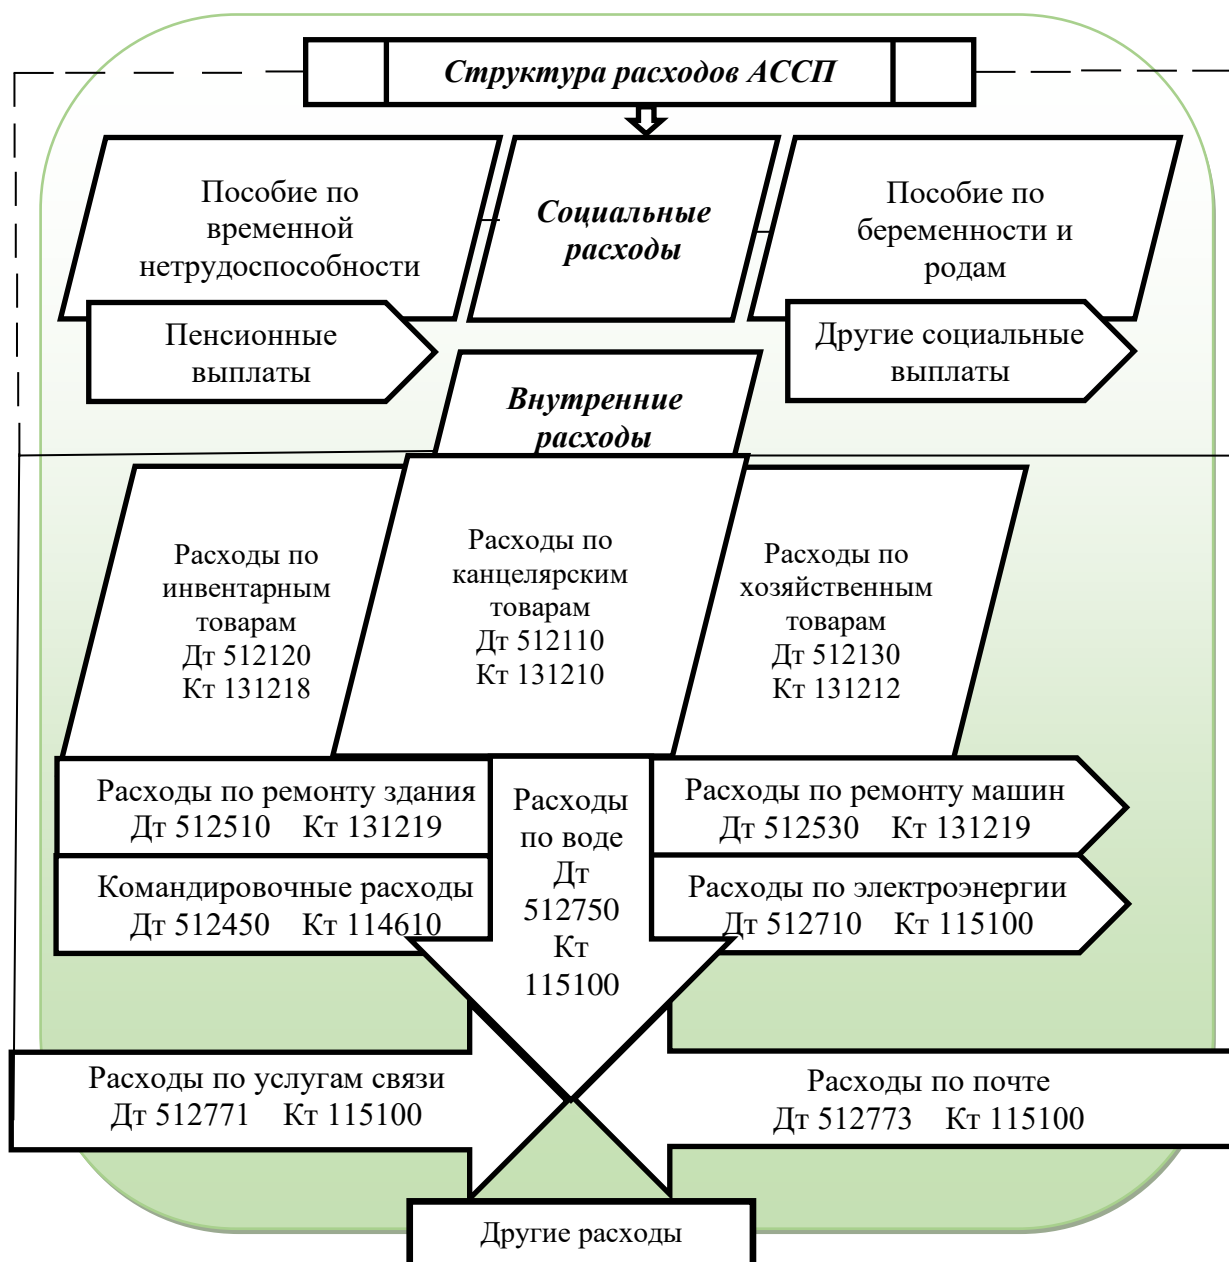 Структура расходов АССП
Пособие по
временной
нетрудоспособности
Социальные
расходы
Пособие по
беременности и
родам
Пенсионные
выплаты
Другие социальные
выплаты
Внутренние
расходы
Расходы по
инвентарным
товарам
Дт 512120
Кт 131218
Расходы по
канцелярским
товарам
Дт 512110
Кт 131210
Расходы по
хозяйственным
товарам
Дт 512130
Кт 131212
Расходы по ремонту здания
Дт 512510 Кт 131219
Расходы
по воде
Дт
512750
Кт
115100
Расходы по ремонту машин
Дт 512530 Кт 131219
Командировочные расходы
Дт 512450 Кт 114610
Расходы по электроэнергии
Дт 512710 Кт 115100
Расходы по услугам связи
Дт 512771 Кт 115100
Расходы по почте
Дт 512773 Кт 115100
Другие расходы